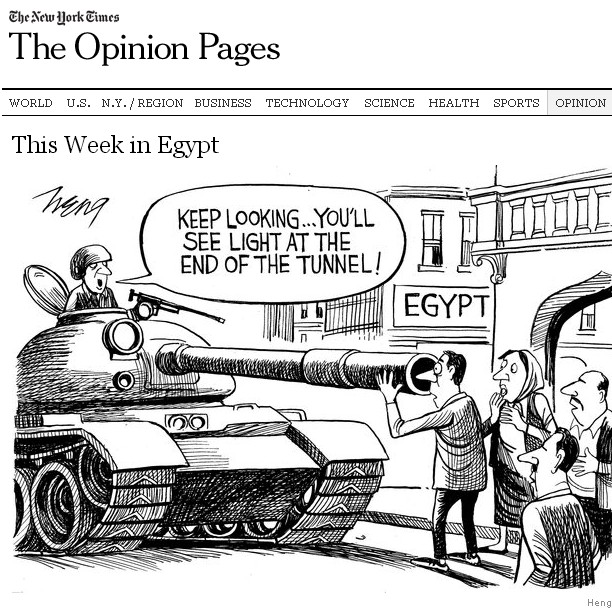 The New York Times
The Opinion Pages
WORLD U.S. N.Y. / REGION BUSINESS TECHNOLOGY SCIENCE HEALTH SPORTS OPINION
This Week in Egypt
HENG
KEEP LOOKING...YOU'LL
SEE LIGHT AT THE
END OF THE TUNNEL!
EGYPT
Heng